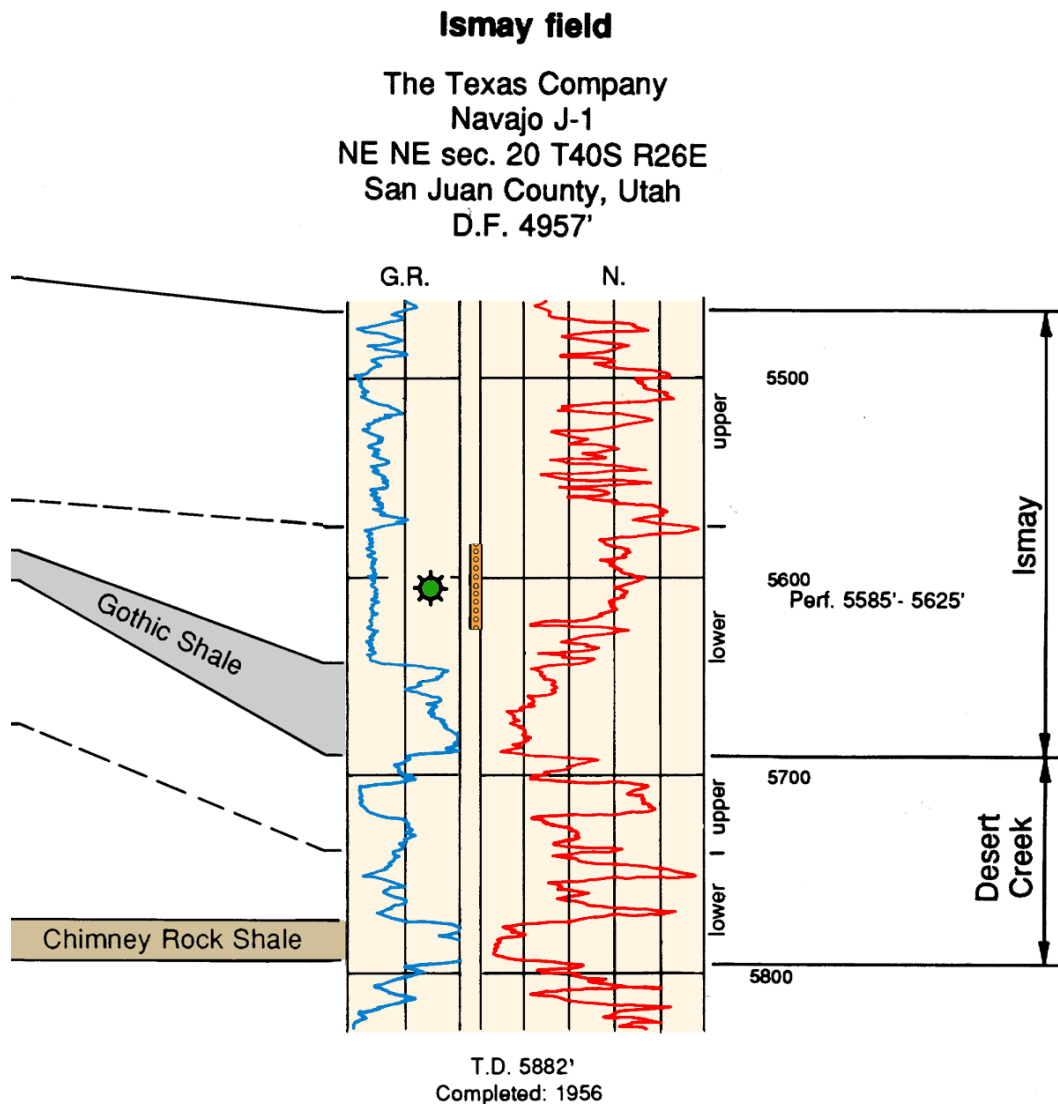 Ismay field
The Texas Company
Navajo J-1
NE NE sec. 20 T40S R26E
San Juan County, Utah
D.F. 4957'
G.R.
N.
5500
upper
Ismay
5600
Perf. 5585'- 5625'
Gothic Shale
lower
5700
upper
Desert
Creek
lower
Chimney Rock Shale
5800
T.D. 5882'
Completed: 1956